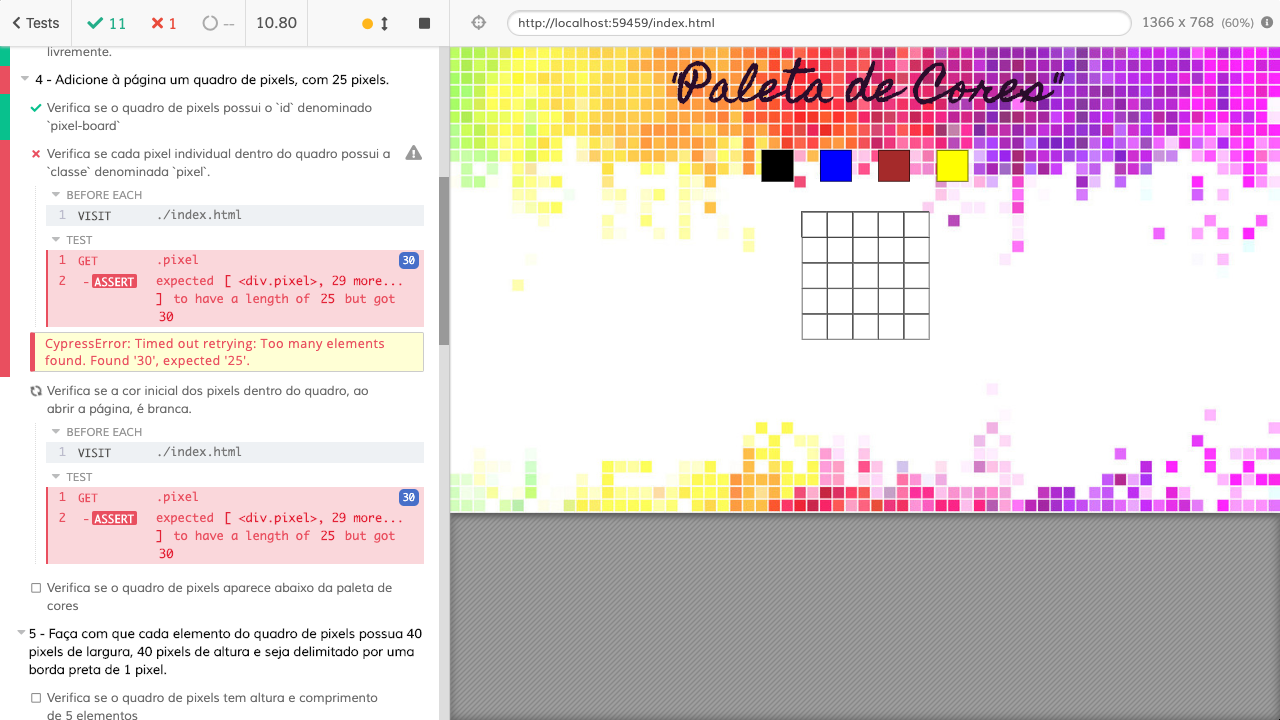 Tests
11
1
--
10.80
http://localhost:59459/index.html
1366 x 768 (60%)
livremente.
4 - Adicione à página um quadro de pixels, com 25 pixels.
Verifica se o quadro de pixels possui o `id` denominado
`pixel-board`
Verifica se cada pixel individual dentro do quadro possui a
`classe` denominada `pixel`.
BEFORE EACH
1 VISIT ./index.html
TEST
1 GET .pixel 30
2 - ASSERT expected [ <div.pixel>, 29 more...
] to have a length of 25 but got
30
CypressError: Timed out retrying: Too many elements
found. Found '30', expected '25'.
Verifica se a cor inicial dos pixels dentro do quadro, ao
abrir a página, é branca.
BEFORE EACH
1 VISIT ./index.html
TEST
1 GET .pixel 30
2 - ASSERT expected [ <div.pixel>, 29 more...
] to have a length of 25 but got
30
Verifica se o quadro de pixels aparece abaixo da paleta de
cores
5 - Faça com que cada elemento do quadro de pixels possua 40
pixels de largura, 40 pixels de altura e seja delimitado por uma
borda preta de 1 pixel.
Verifica se o quadro de pixels tem altura e comprimento
de 5 elementos
"Paleta de Cores"